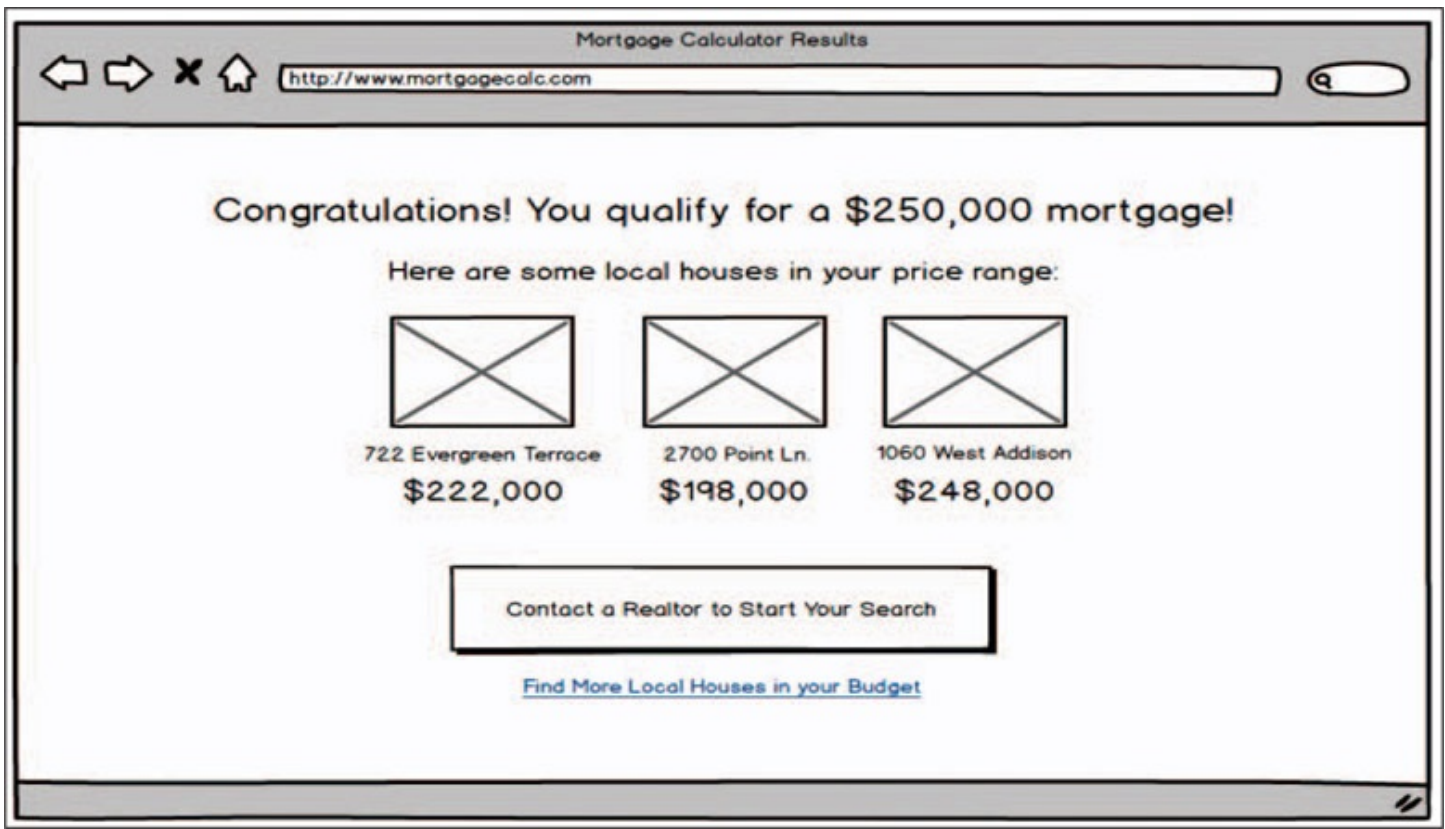 Mortgage Calculator Results
http://www.mortgagecalc.com
Congratulations! You qualify for a $250,000 mortgage!
Here are some local houses in your price range:
722 Evergreen Terrace 2700 Point Ln. 1060 West Addison
$222,000 $198,000 $248,000
Contact a Realtor to Start Your Search
Find More Local Houses in your Budget